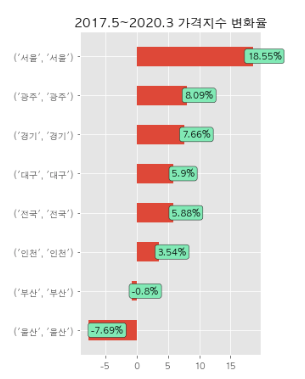 2017.5~2020.3 가격지수 변화율
('서울', '서울') 18.55%
('광주', '광주') 8.09%
('경기', '경기') 7.66%
('대구', '대구') 5.9%
('전국', '전국') 5.88%
('인천', '인천') 3.54%
('부산', '부산') -0.8%
('울산', '울산') -7.69%
-5 0 5 10 15